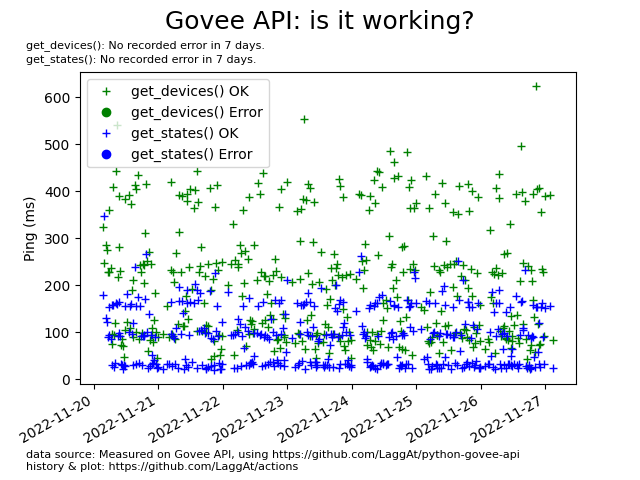 Govee API: is it working?
get_devices(): No recorded error in 7 days.
get_states(): No recorded error in 7 days.
get_devices() OK
get_devices() Error
get_states() OK
get_states() Error
Ping (ms)
600
500
400
300
200
100
0
2022-11-20
2022-11-21
2022-11-22
2022-11-23
2022-11-24
2022-11-25
2022-11-26
2022-11-27
data source: Measured on Govee API, using https://github.com/LaggAt/python-govee-api
history & plot: https://github.com/LaggAt/actions